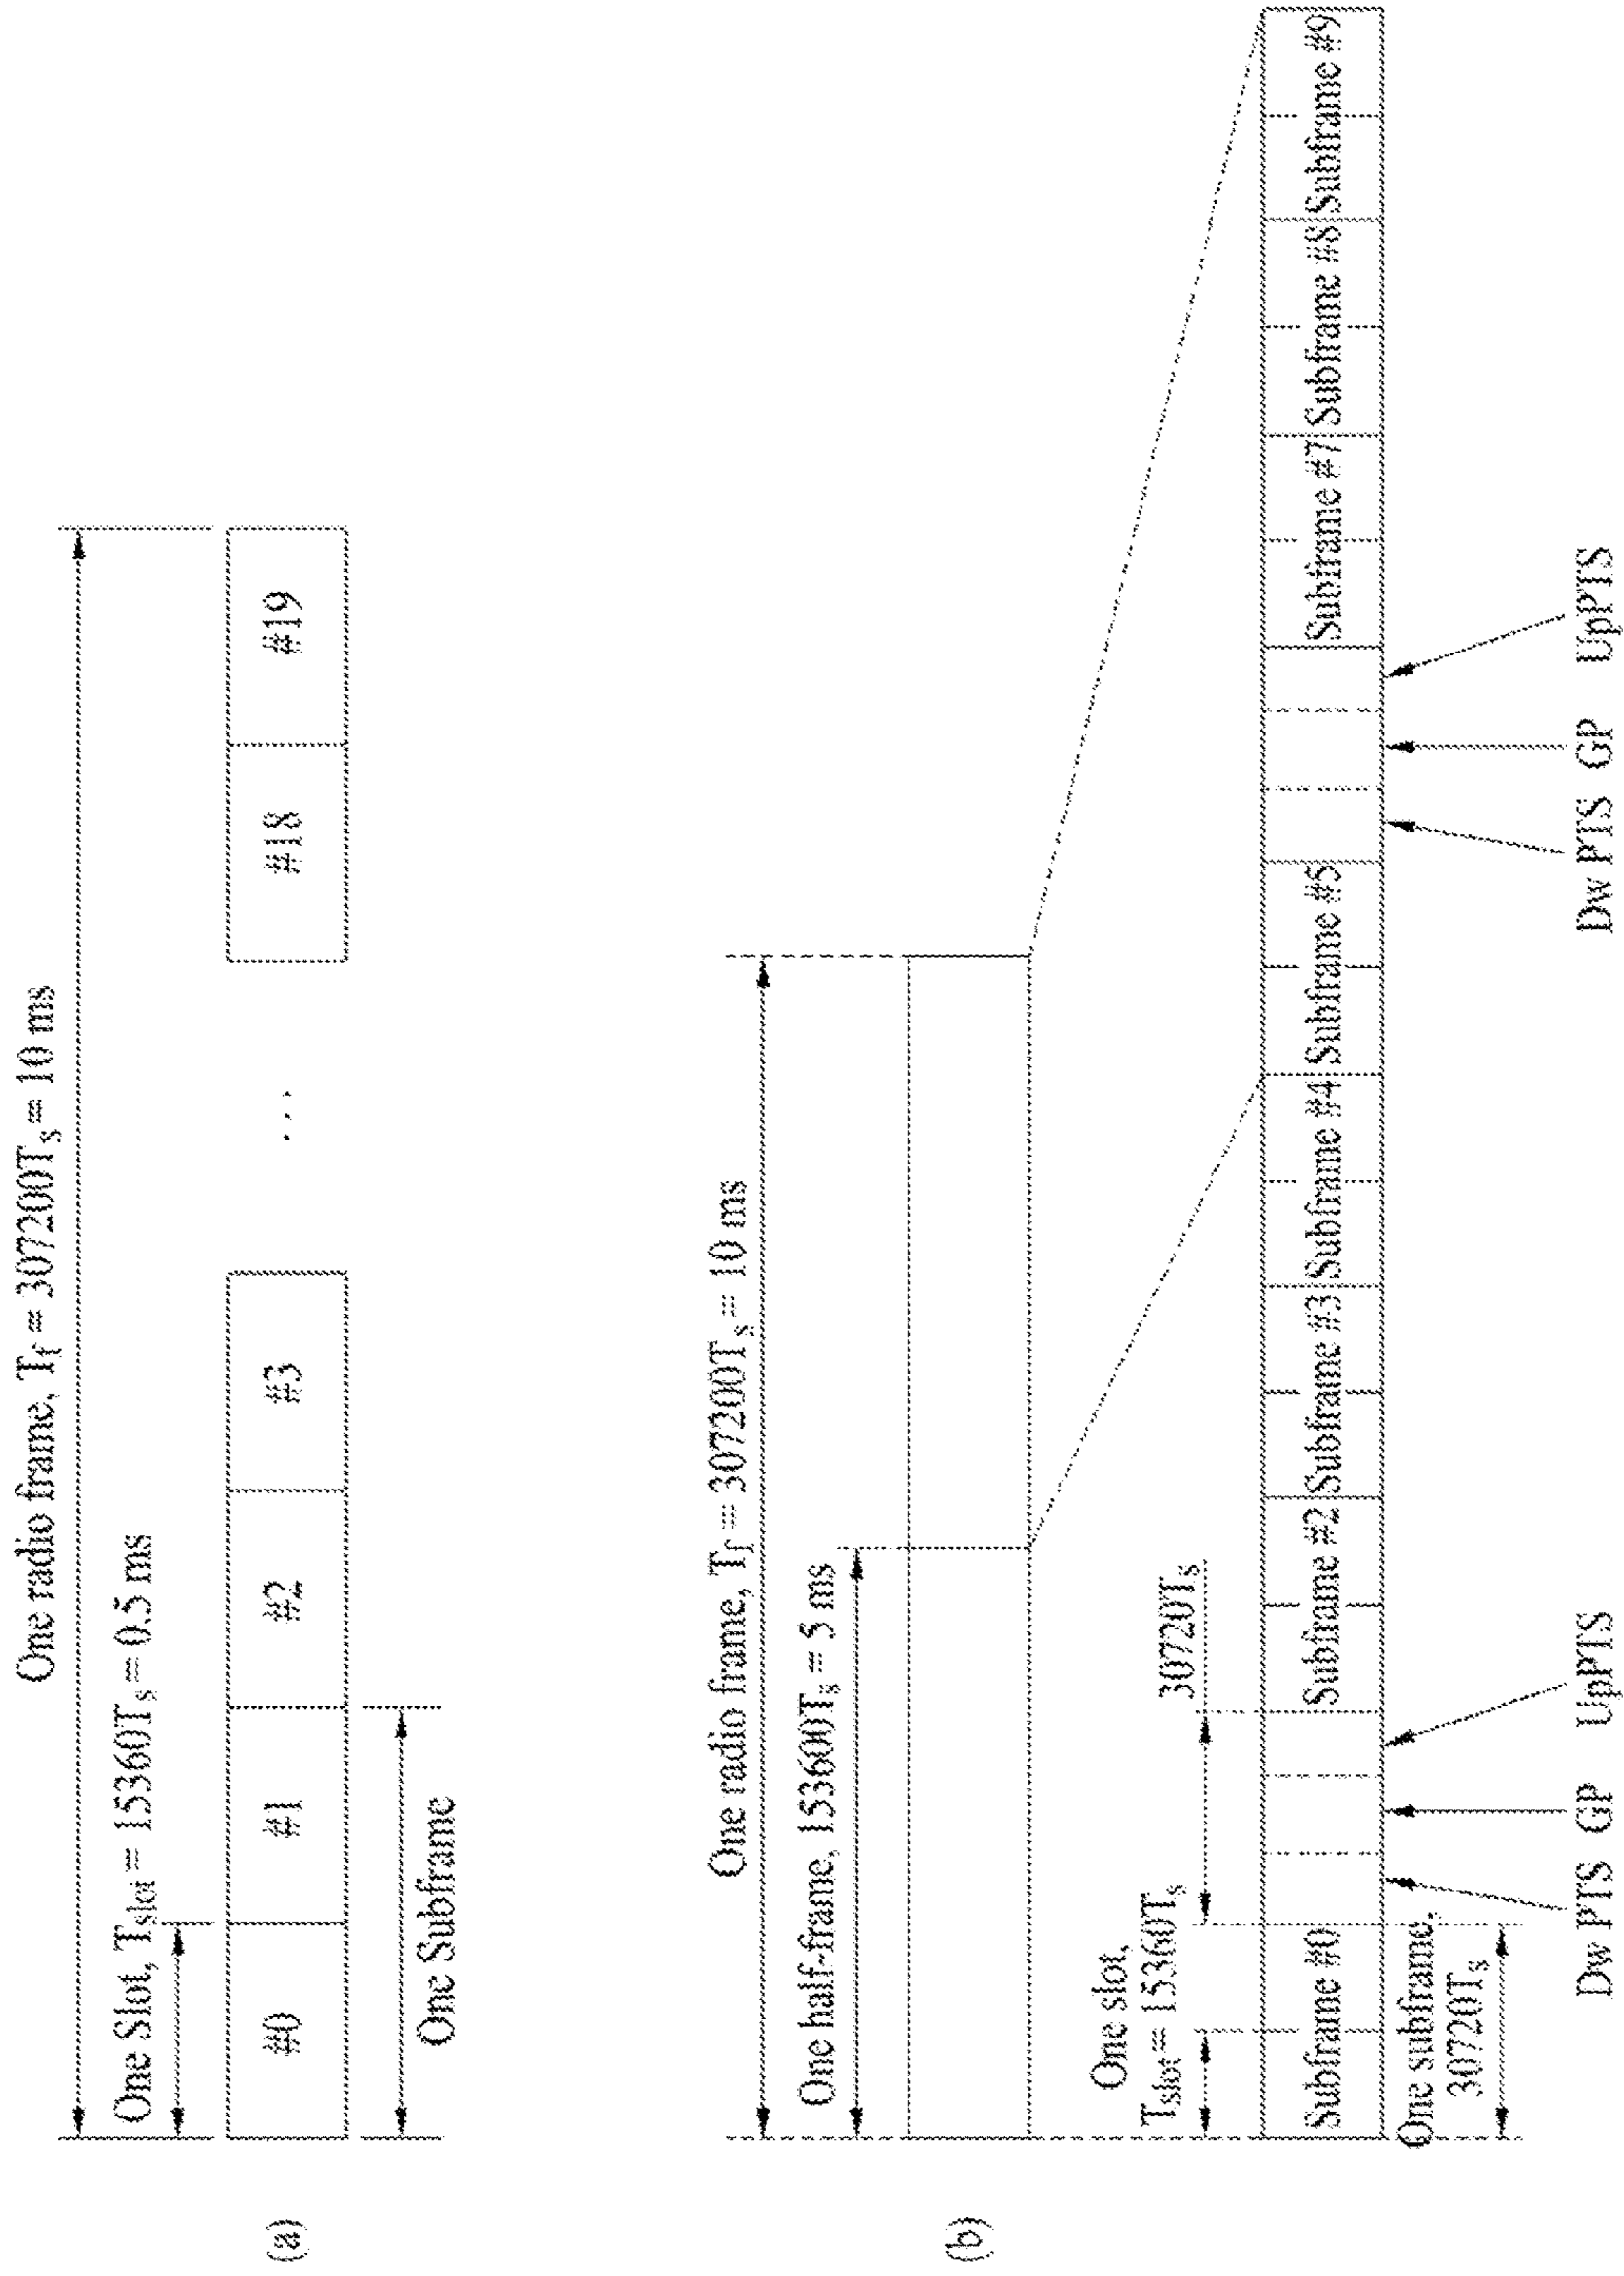 (a)
One radio frame, Tf = 307200Ts = 10 ms
One Slot, Tslot = 15360Ts = 0.5 ms
#0 #1 #2 #3 ... #18 #19
One Subframe
(b)
One radio frame, Tf = 307200Ts = 10 ms
One half-frame, 153600Ts = 5 ms
One slot,
Tslot = 15360Ts
30720Ts
Subframe #0 Subframe #2 Subframe #3 Subframe #4 Subframe #5 Subframe #7 Subframe #8 Subframe #9
One subframe,
30720Ts
Dw PTS GP UpPTS Dw PTS GP UpPTS